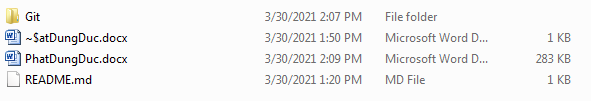 Git 3/30/2021 2:07 PM File folder
~$atDungDuc.docx 3/30/2021 1:50 PM Microsoft Word D... 1 KB
PhatDungDuc.docx 3/30/2021 2:09 PM Microsoft Word D... 283 KB
README.md 3/30/2021 1:20 PM MD File 1 KB